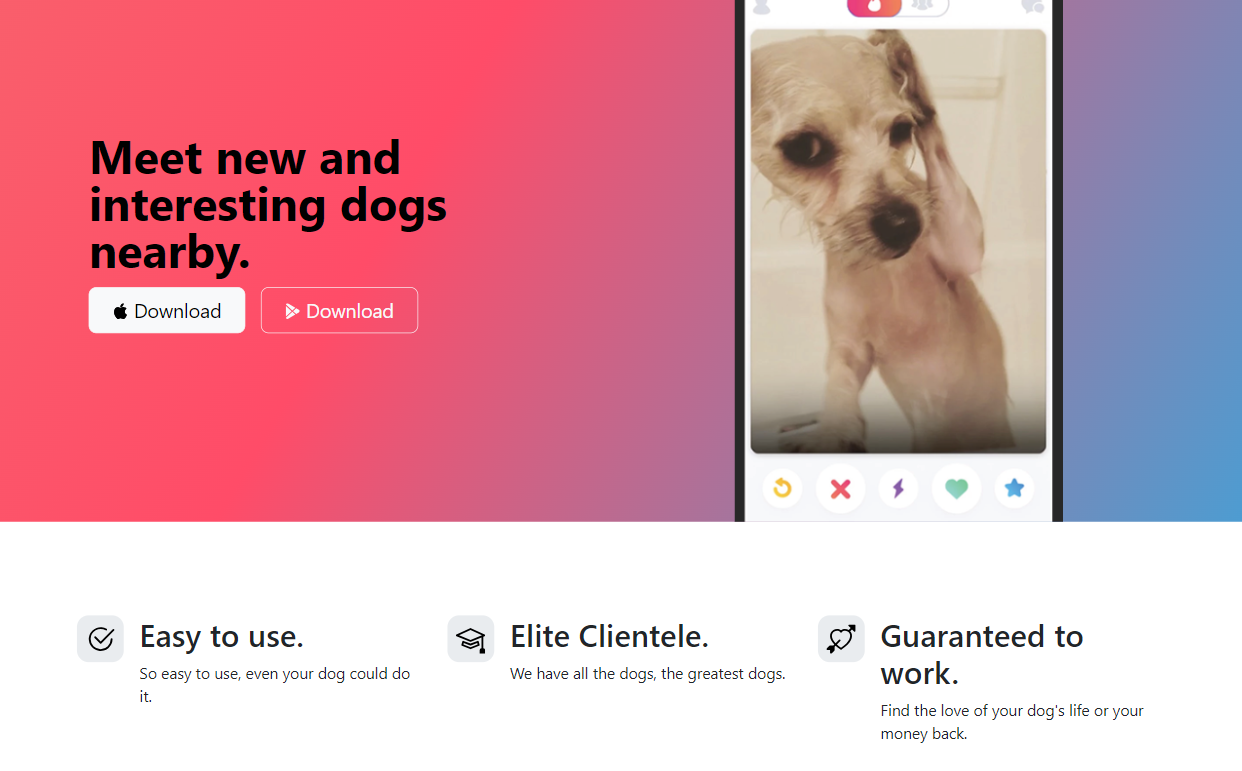 Meet new and
interesting dogs
nearby.
Download
Download
Easy to use.
So easy to use, even your dog could do
it.
Elite Clientele.
We have all the dogs, the greatest dogs.
Guaranteed to
work.
Find the love of your dog's life or your
money back.